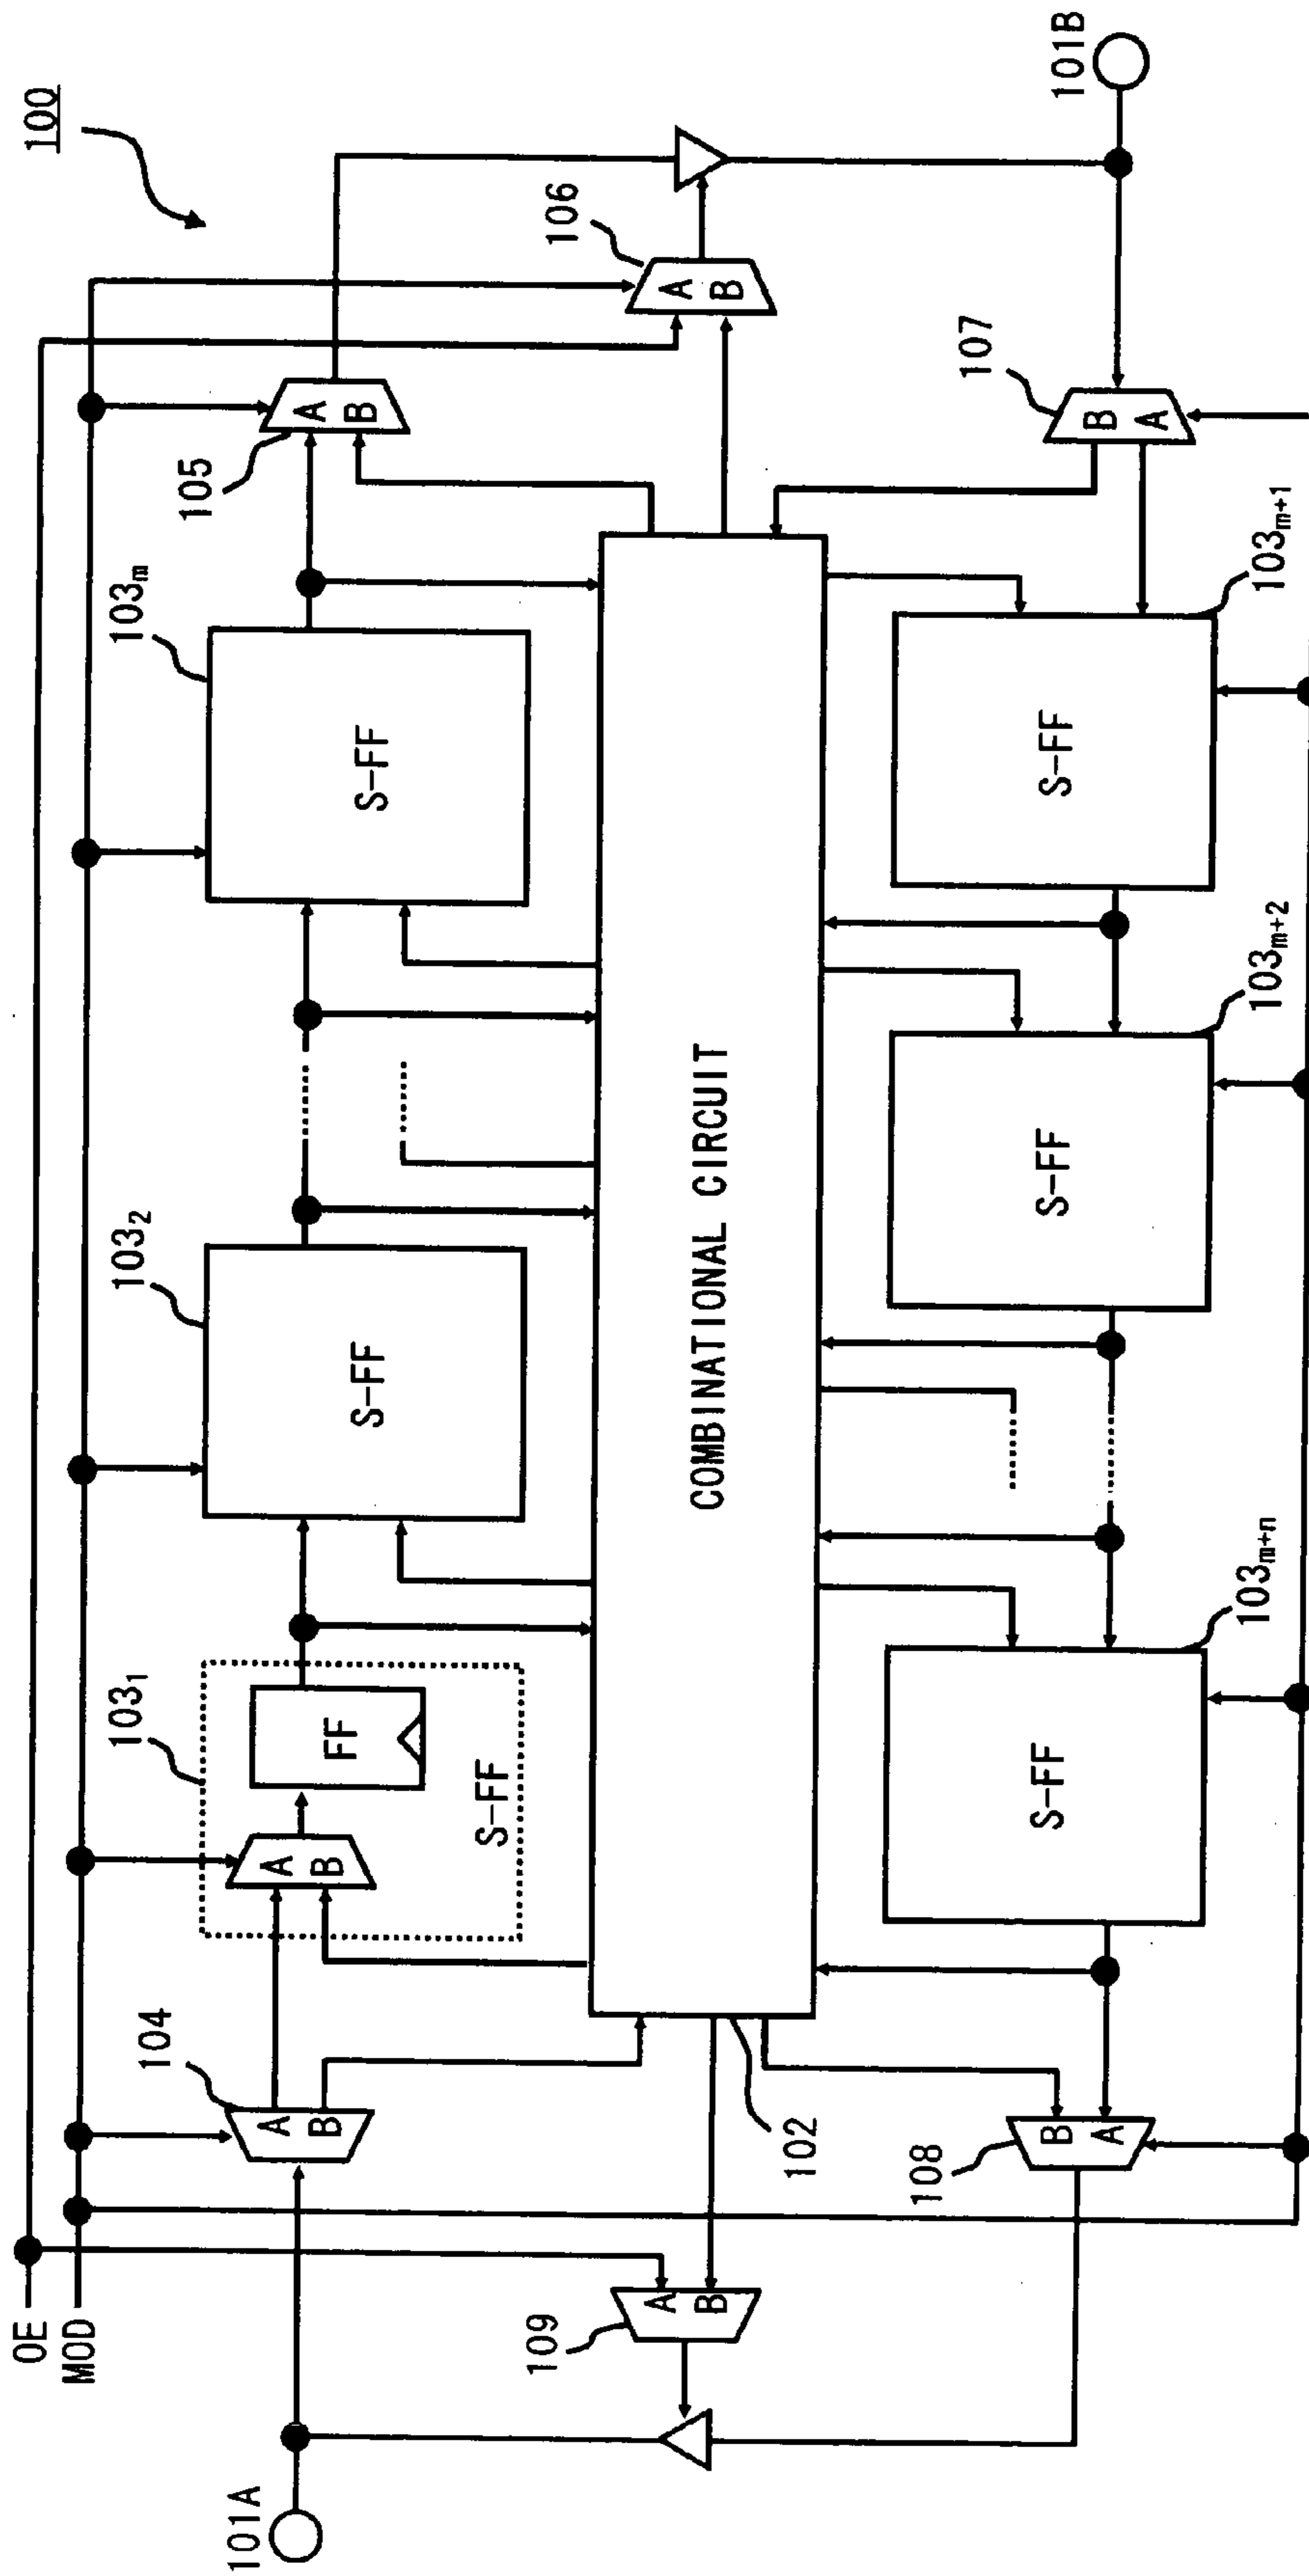 100
OE
MOD
101A
104
A
B
103₁
A
B
FF
S-FF
103₂
S-FF
103ₘ
S-FF
105
A
B
106
A
B
109
A
B
102
COMBINATIONAL CIRCUIT
107
B
A
101B
108
B
A
103ₘ₊ₙ
S-FF
103ₘ₊₂
S-FF
103ₘ₊₁
S-FF